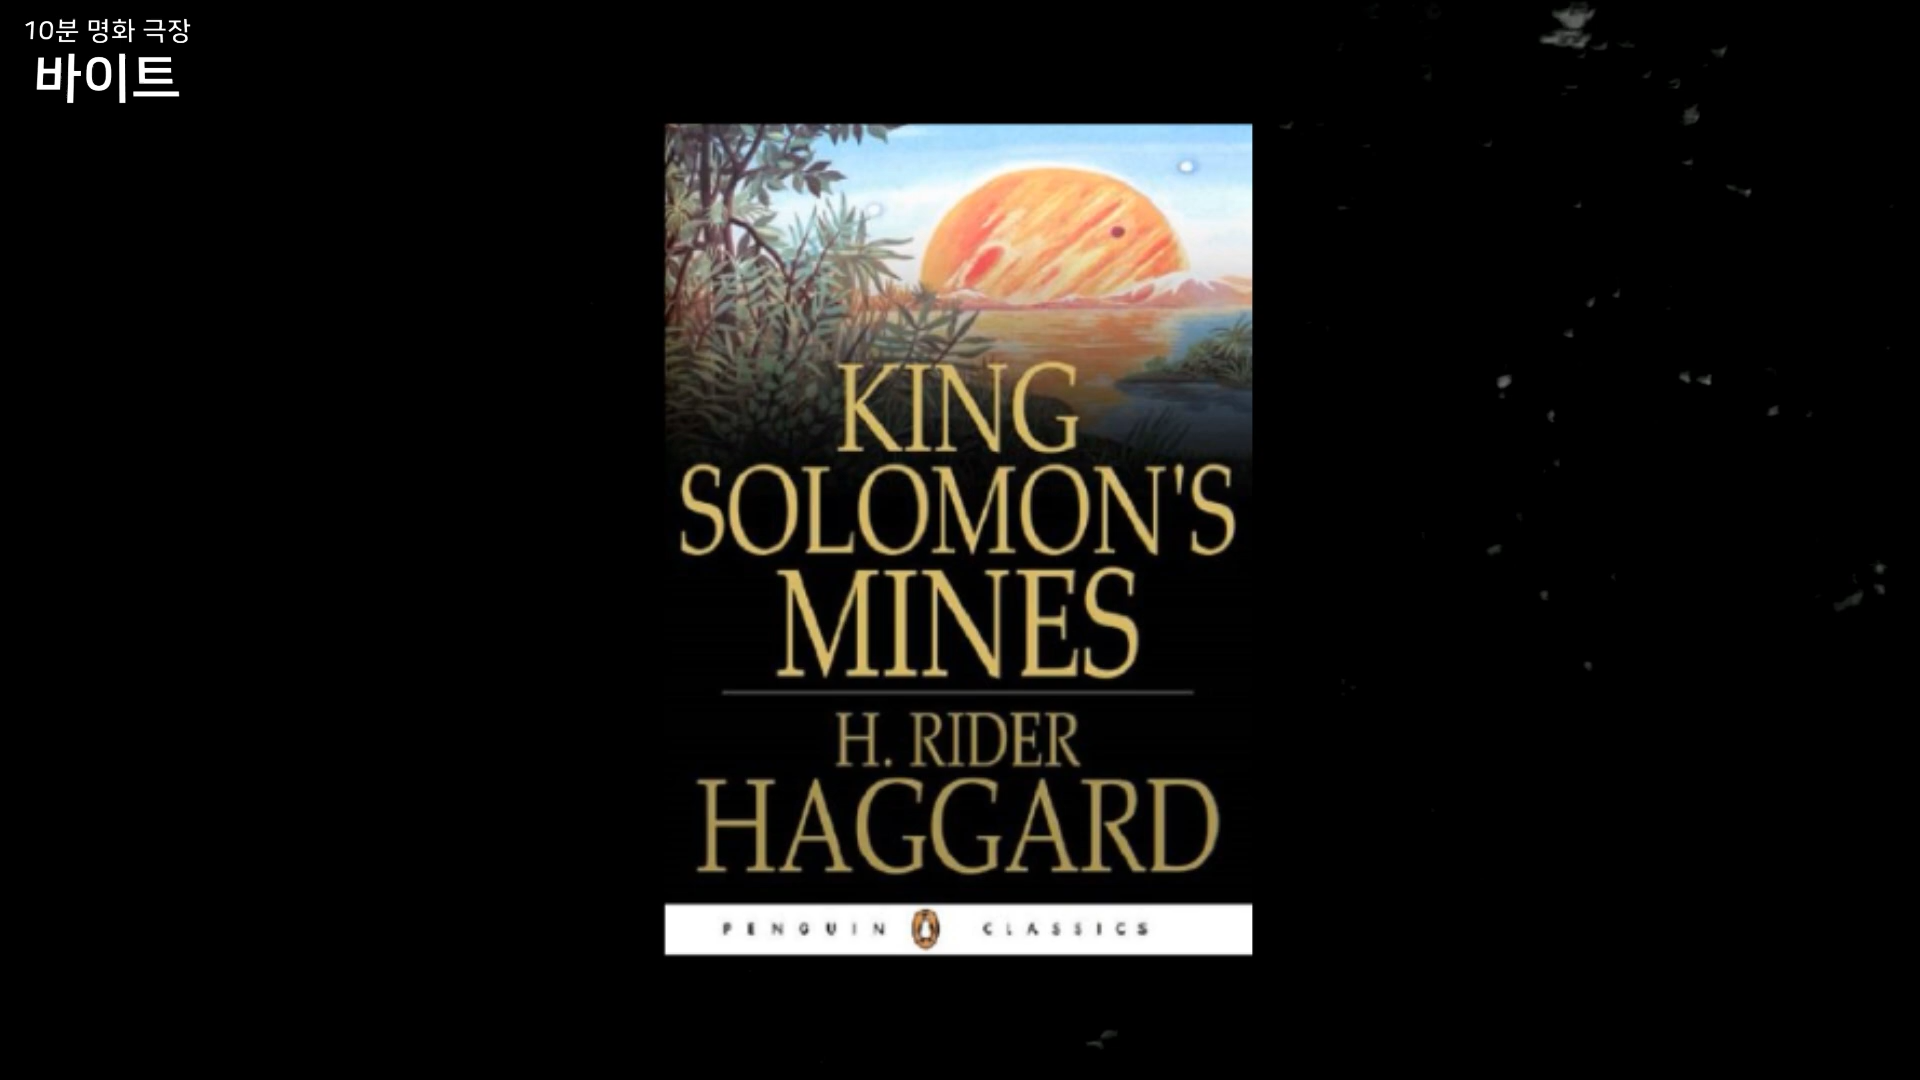 10분 명화 극장
바이트
KING
SOLOMON'S
MINES
H. RIDER
HAGGARD
PENGUIN CLASSICS